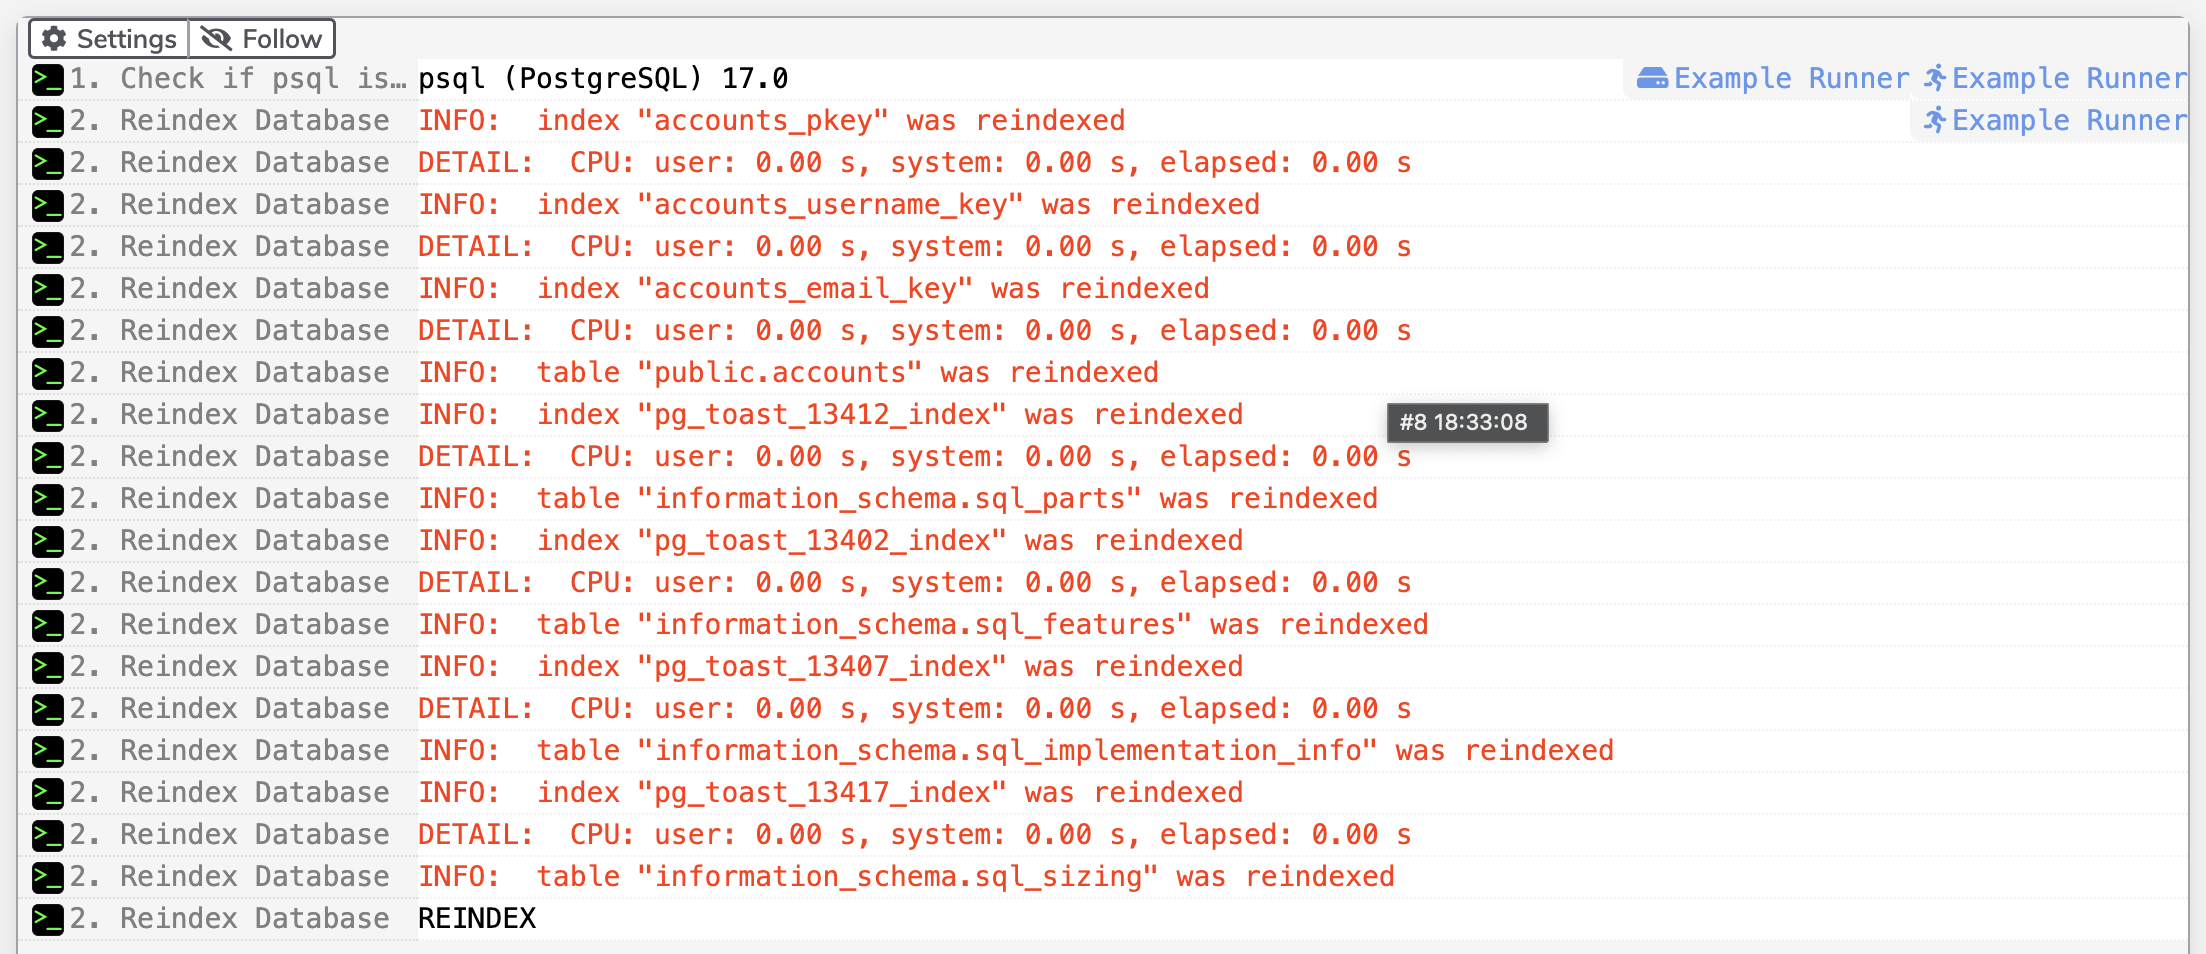 Settings Follow
1. Check if psql is… psql (PostgreSQL) 17.0 Example Runner Example Runner
2. Reindex Database INFO:  index "accounts_pkey" was reindexed Example Runner
2. Reindex Database DETAIL:  CPU: user: 0.00 s, system: 0.00 s, elapsed: 0.00 s
2. Reindex Database INFO:  index "accounts_username_key" was reindexed
2. Reindex Database DETAIL:  CPU: user: 0.00 s, system: 0.00 s, elapsed: 0.00 s
2. Reindex Database INFO:  index "accounts_email_key" was reindexed
2. Reindex Database DETAIL:  CPU: user: 0.00 s, system: 0.00 s, elapsed: 0.00 s
2. Reindex Database INFO:  table "public.accounts" was reindexed
2. Reindex Database INFO:  index "pg_toast_13412_index" was reindexed
#8 18:33:08
2. Reindex Database DETAIL:  CPU: user: 0.00 s, system: 0.00 s, elapsed: 0.00 s
2. Reindex Database INFO:  table "information_schema.sql_parts" was reindexed
2. Reindex Database INFO:  index "pg_toast_13402_index" was reindexed
2. Reindex Database DETAIL:  CPU: user: 0.00 s, system: 0.00 s, elapsed: 0.00 s
2. Reindex Database INFO:  table "information_schema.sql_features" was reindexed
2. Reindex Database INFO:  index "pg_toast_13407_index" was reindexed
2. Reindex Database DETAIL:  CPU: user: 0.00 s, system: 0.00 s, elapsed: 0.00 s
2. Reindex Database INFO:  table "information_schema.sql_implementation_info" was reindexed
2. Reindex Database INFO:  index "pg_toast_13417_index" was reindexed
2. Reindex Database DETAIL:  CPU: user: 0.00 s, system: 0.00 s, elapsed: 0.00 s
2. Reindex Database INFO:  table "information_schema.sql_sizing" was reindexed
2. Reindex Database REINDEX